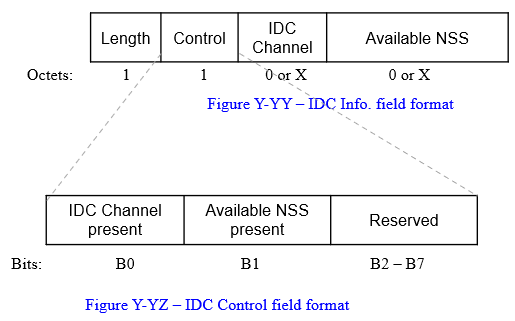 Length Control IDC Channel Available NSS
Octets: 1 1 0 or X 0 or X
Figure Y-YY – IDC Info. field format
IDC Channel present Available NSS present Reserved
Bits: B0 B1 B2 – B7
Figure Y-YZ – IDC Control field format